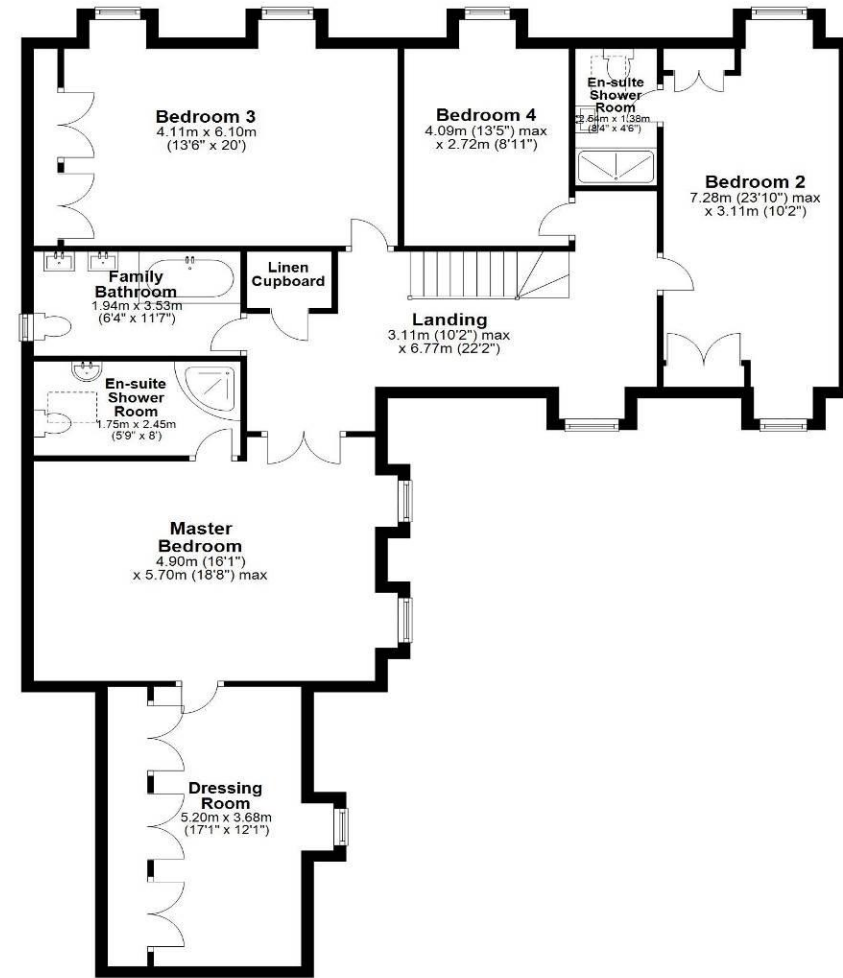 Bedroom 3
4.11m x 6.10m
(13'6" x 20')
Bedroom 4
4.09m (13'5") max
x 2.72m (8'11")
En-suite
Shower
Room
2.54m x 1.38m
(8'4" x 4'6")
Bedroom 2
7.28m (23'10") max
x 3.11m (10'2")
Family
Bathroom
1.94m x 3.53m
(6'4" x 11'7")
Linen
Cupboard
Landing
3.11m (10'2") max
x 6.77m (22'2")
En-suite
Shower
Room
1.75m x 2.45m
(5'9" x 8')
Master
Bedroom
4.90m (16'1")
x 5.70m (18'8") max
Dressing
Room
5.20m x 3.68m
(17'1" x 12'1")